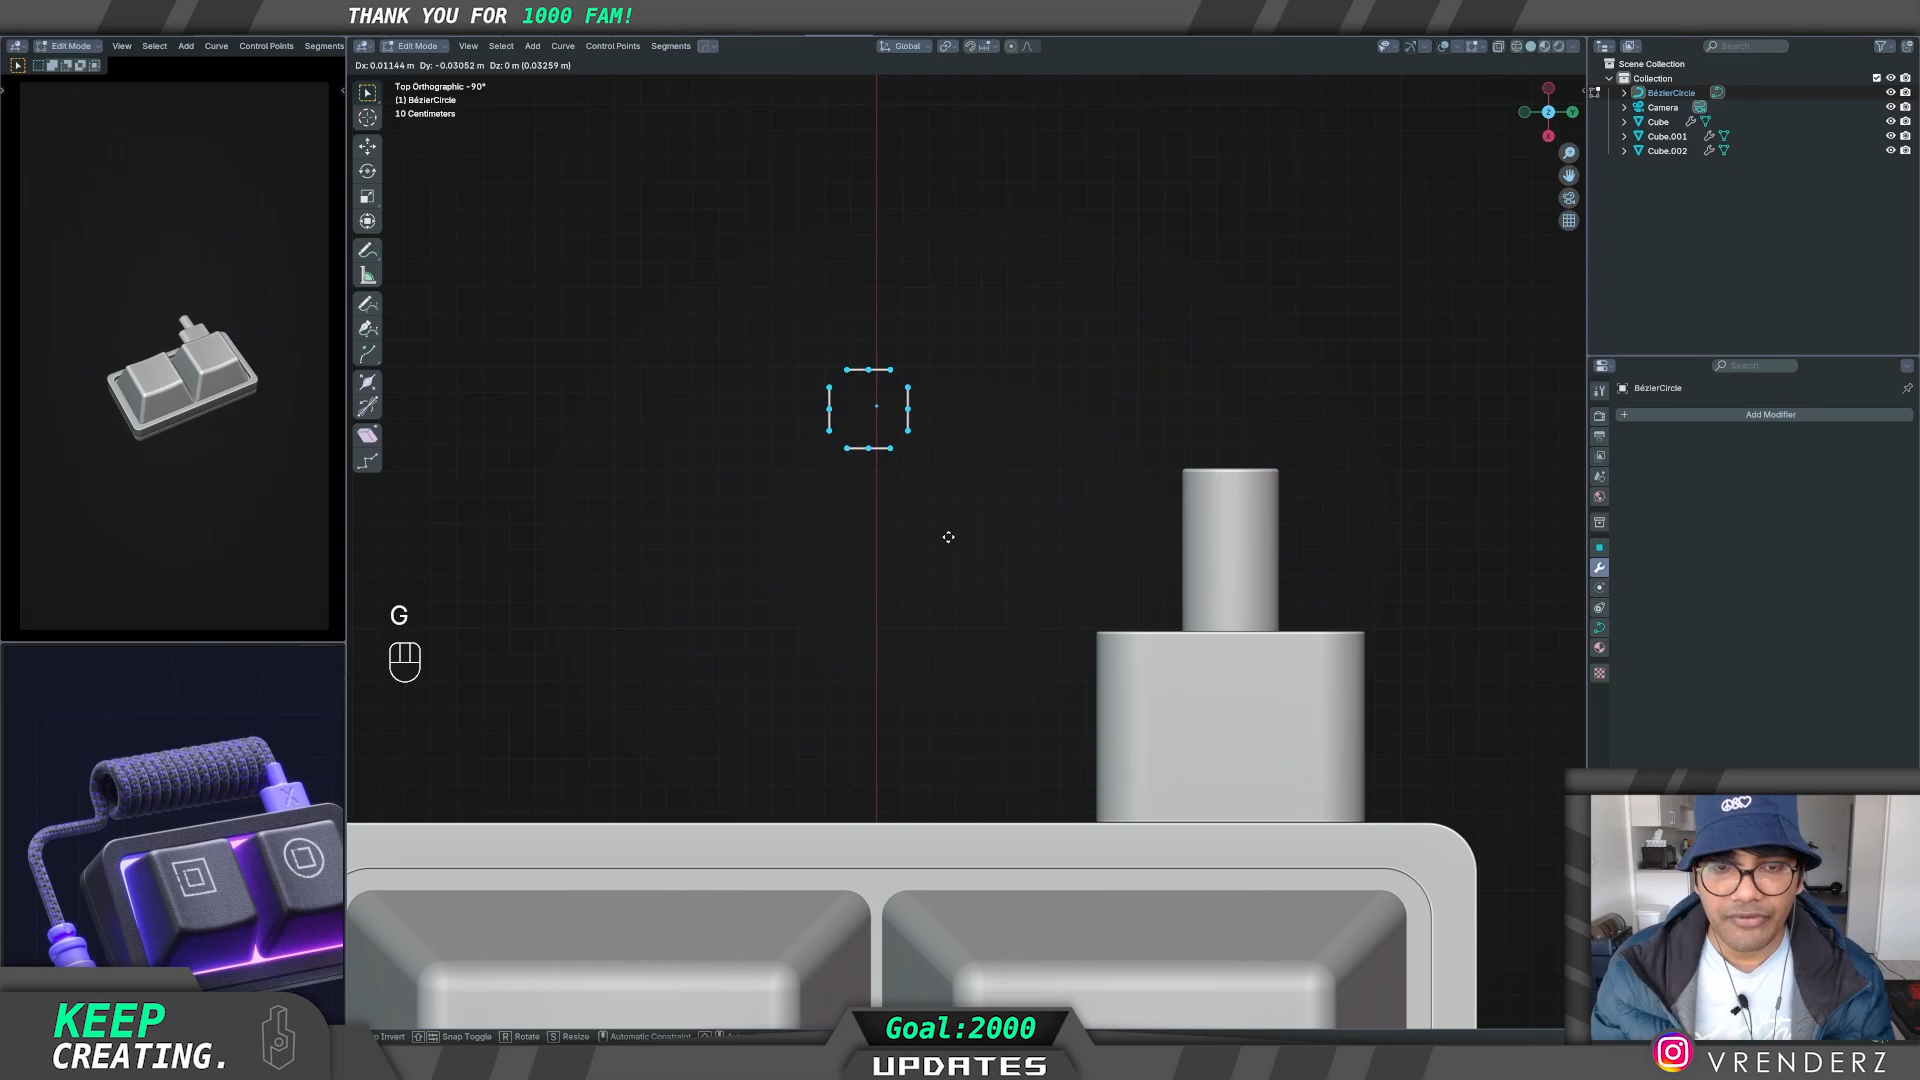 THANK YOU FOR 1000 FAM!
Edit Mode View Select Add Curve Control Points Segments
Edit Mode View Select Add Curve Control Points Segments Global
Search
Dx: 0.01144 m Dy: -0.03052 m Dz: 0 m (0.03259 m)
Top Orthographic -90°
(1) BézierCircle
10 Centimeters
Z
Y
X
Scene Collection
Collection
BézierCircle
Camera
Cube
Cube.001
Cube.002
Search
BézierCircle
Add Modifier
G
X
KEEP
CREATING.
Invert Snap Toggle R Rotate S Resize Automatic Constraint
Goal:2000
UPDATES
VRENDERZ